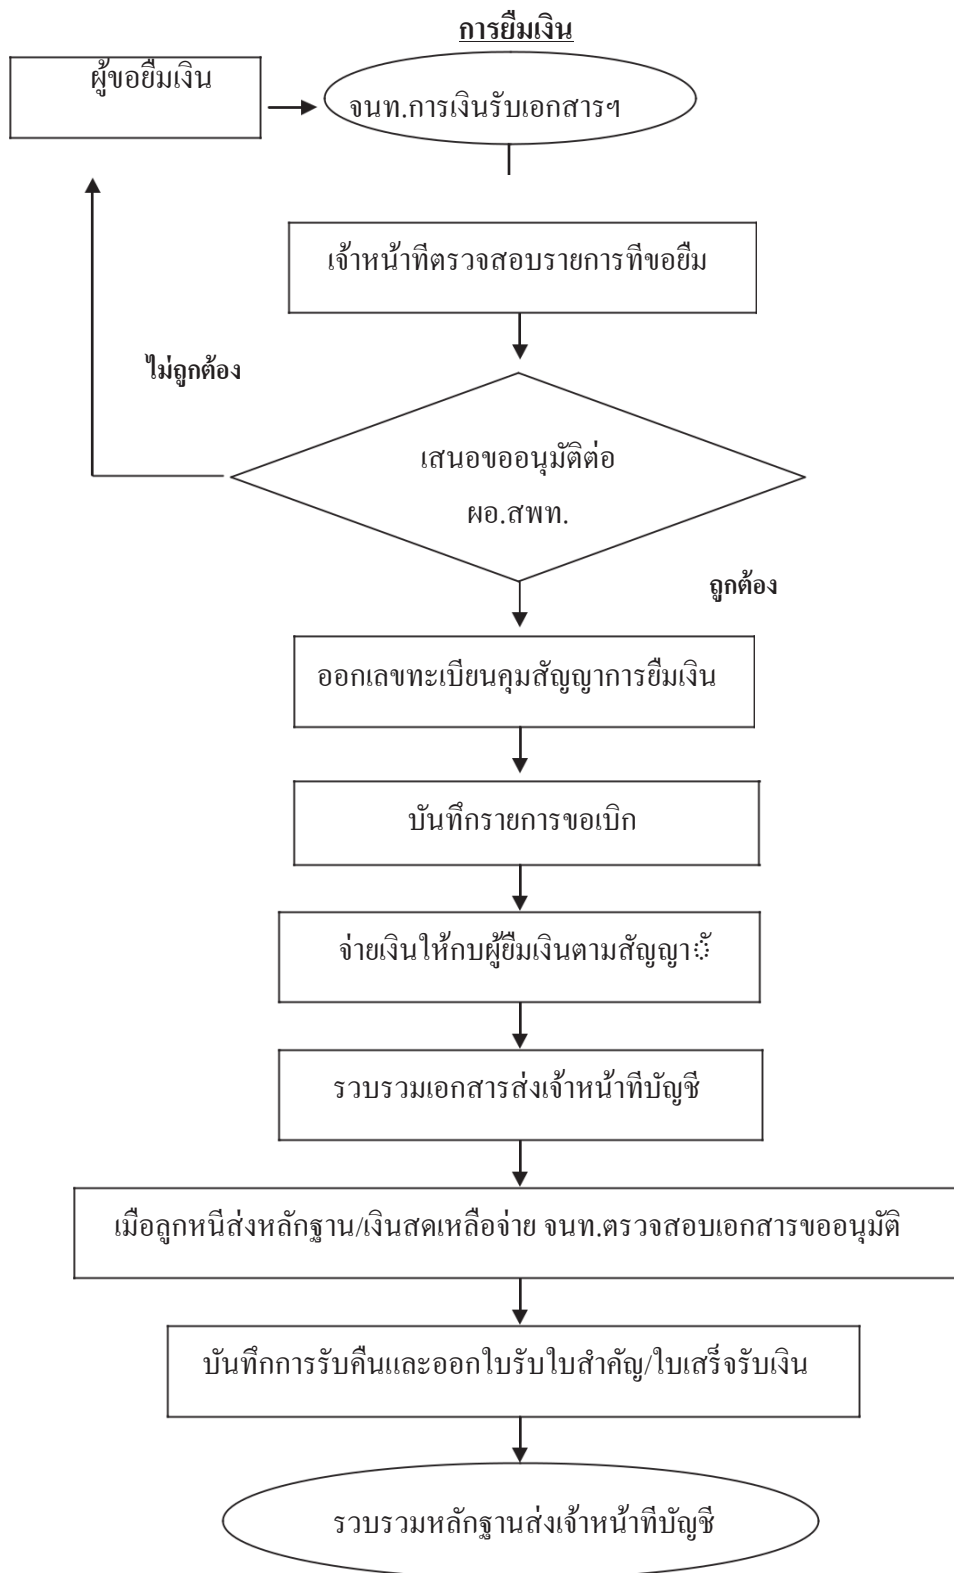 การยืมเงิน
ผู้ขอยืมเงิน
จนท.การเงินรับเอกสารฯ
เจ้าหน้าทีตรวจสอบรายการทีขอยืม
ไม่ถูกต้อง
เสนอขออนุมัติต่อ
ผอ.สพท.
ถูกต้อง
ออกเลขทะเบียนคุมสัญญาการยืมเงิน
บันทึกรายการขอเบิก
จ่ายเงินให้กบผู้ยืมเงินตามสัญญา ั
รวบรวมเอกสารส่งเจ้าหน้าทีบัญชี
เมือลูกหนีส่งหลักฐาน/เงินสดเหลือจ่าย จนท.ตรวจสอบเอกสารขออนุมัติ
บันทึกการรับคืนและออกใบรับใบสำคัญ/ใบเสร็จรับเงิน
รวบรวมหลักฐานส่งเจ้าหน้าทีบัญชี